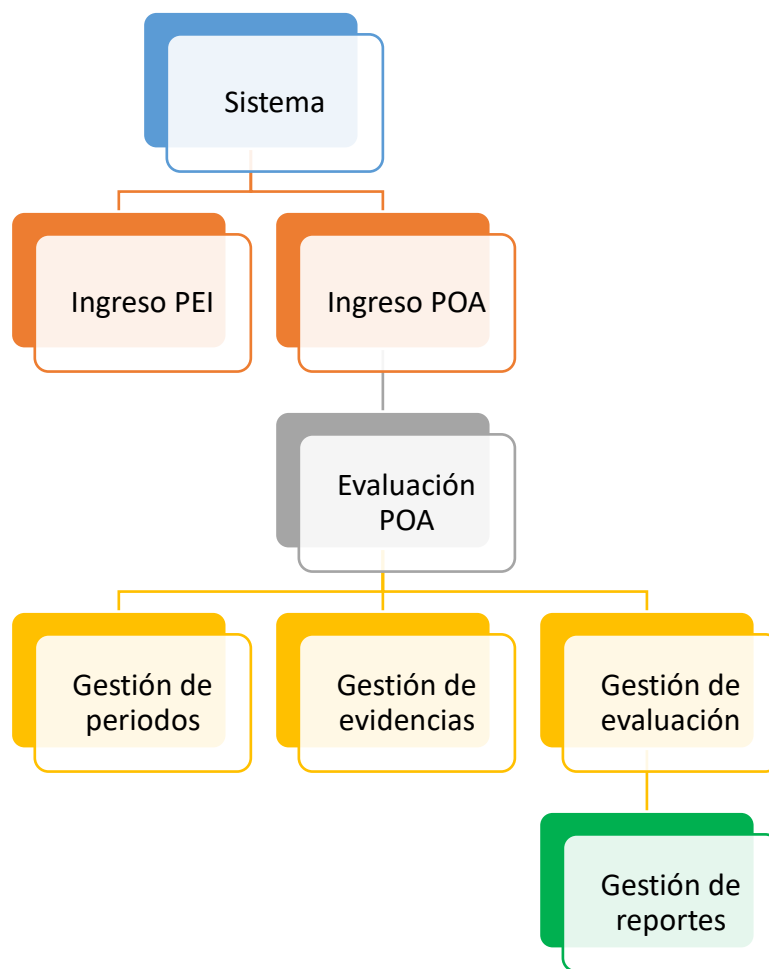 Sistema
Ingreso PEI
Ingreso POA
Evaluación
POA
Gestión de
periodos
Gestión de
evidencias
Gestión de
evaluación
Gestión de
reportes